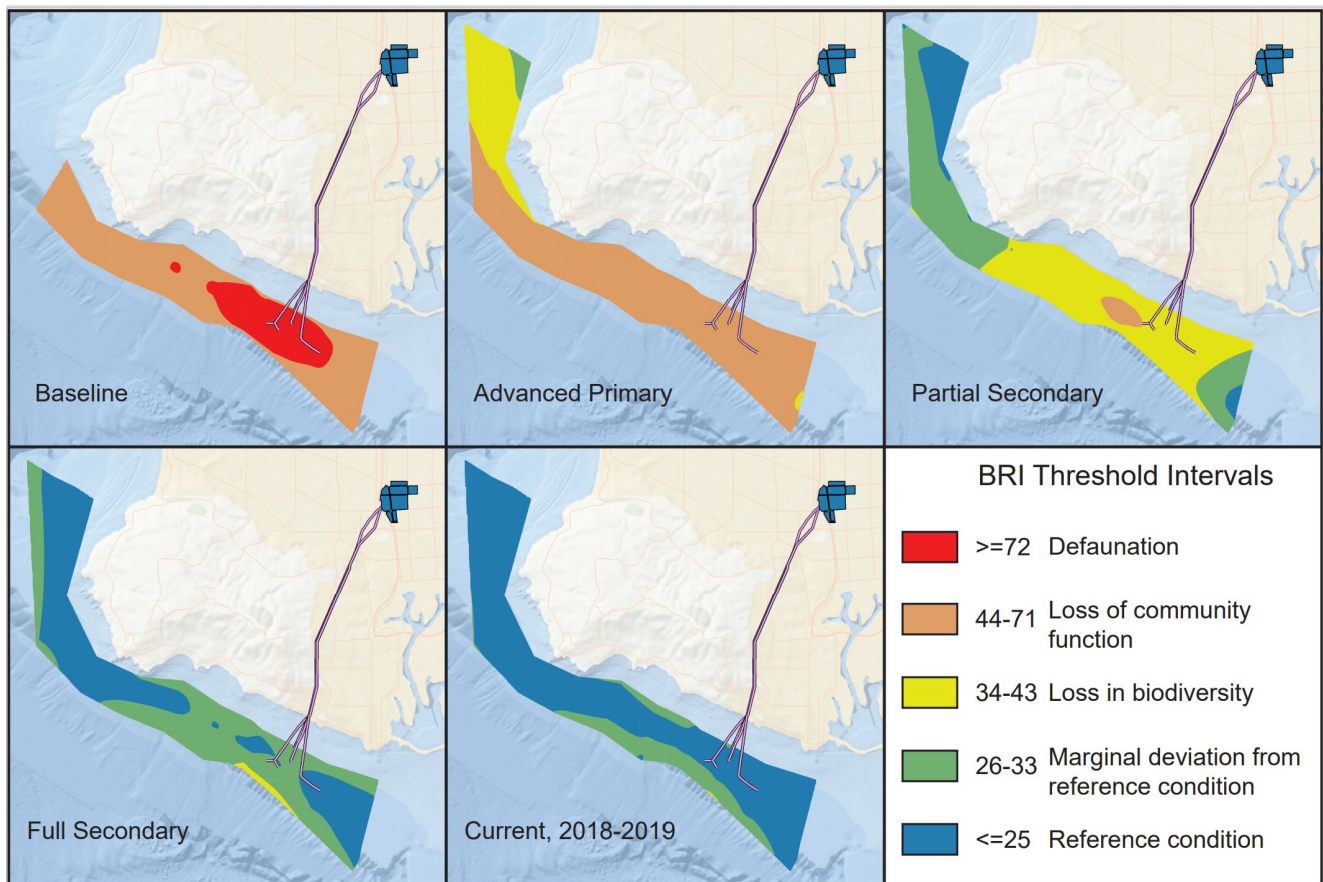 Baseline
Advanced Primary
Partial Secondary
Full Secondary
Current, 2018-2019
BRI Threshold Intervals
>=72 Defaunation
44-71 Loss of community
function
34-43 Loss in biodiversity
26-33 Marginal deviation from
reference condition
<=25 Reference condition